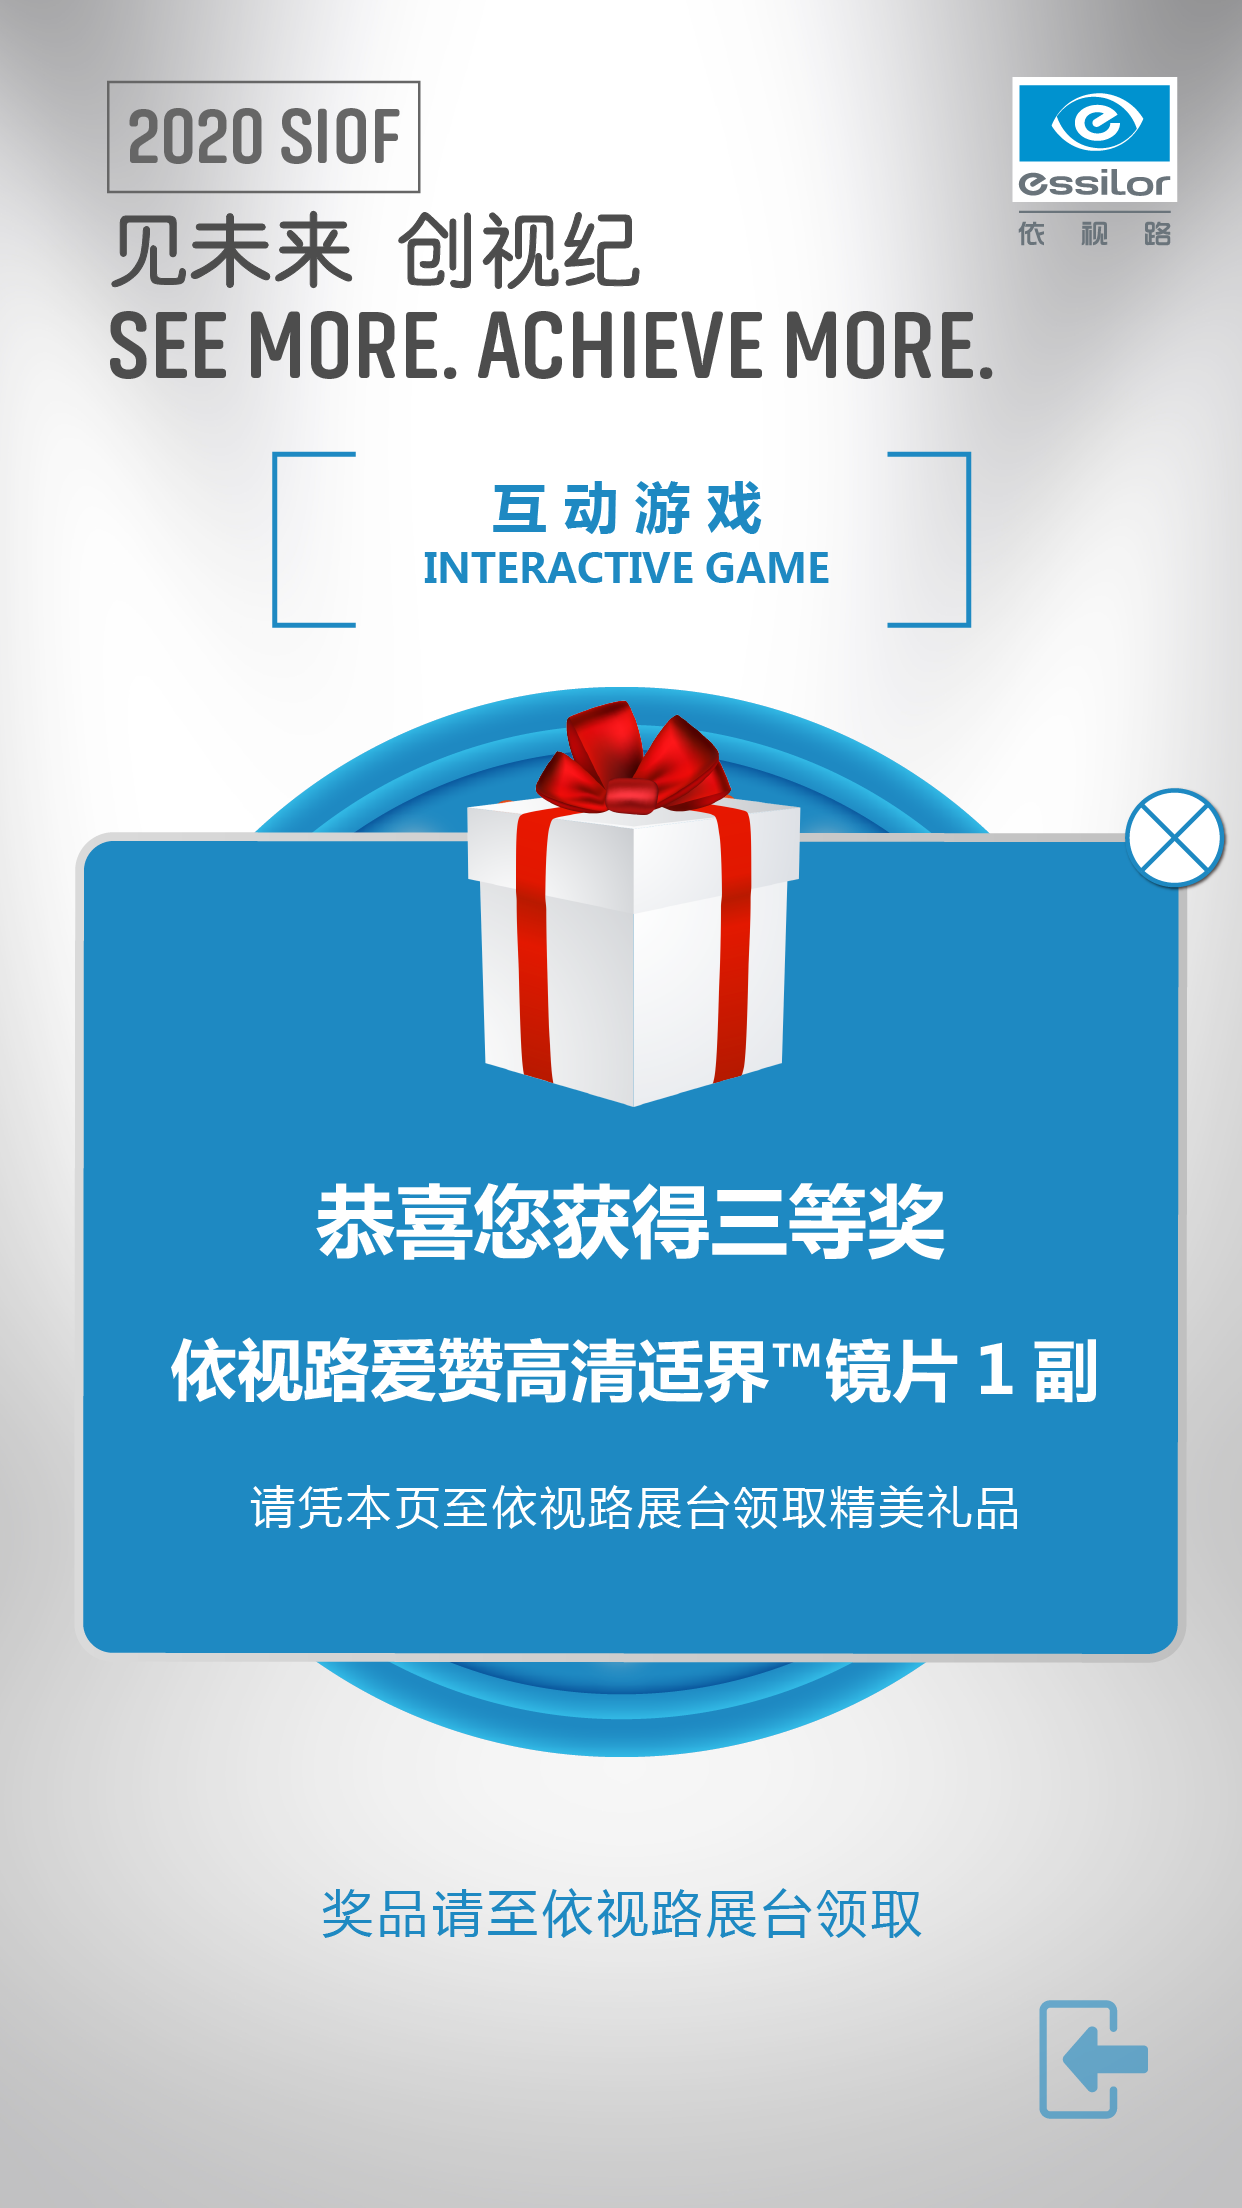 2020 SIOF
essilor
依视路
见未来 创视纪
SEE MORE. ACHIEVE MORE.
互动游戏
INTERACTIVE GAME
恭喜您获得三等奖
依视路爱赞高清适界™镜片 1 副
请凭本页至依视路展台领取精美礼品
奖品请至依视路展台领取